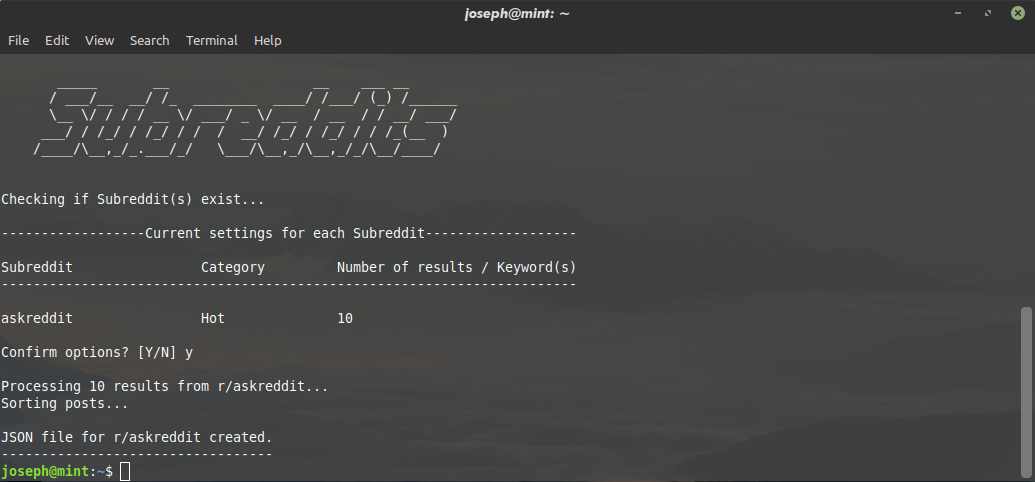 joseph@mint: ~
File Edit View Search Terminal Help
Subreddits
Checking if Subreddit(s) exist...
------------------Current settings for each Subreddit-------------------
Subreddit Category Number of results / Keyword(s)
------------------------------------------------------------------------
askreddit Hot 10
Confirm options? [Y/N] y
Processing 10 results from r/askreddit...
Sorting posts...
JSON file for r/askreddit created.
----------------------------------
joseph@mint:~$